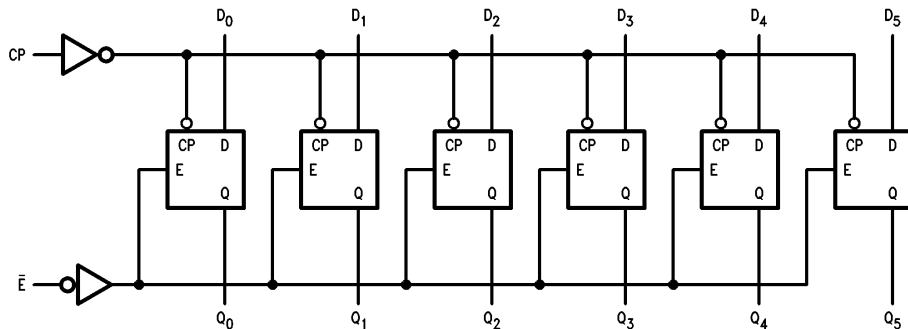 D0 D1 D2 D3 D4 D5
CP
CP D CP D CP D CP D CP D CP D
E E E E E E
Q Q Q Q Q Q
Ē
Q0 Q1 Q2 Q3 Q4 Q5